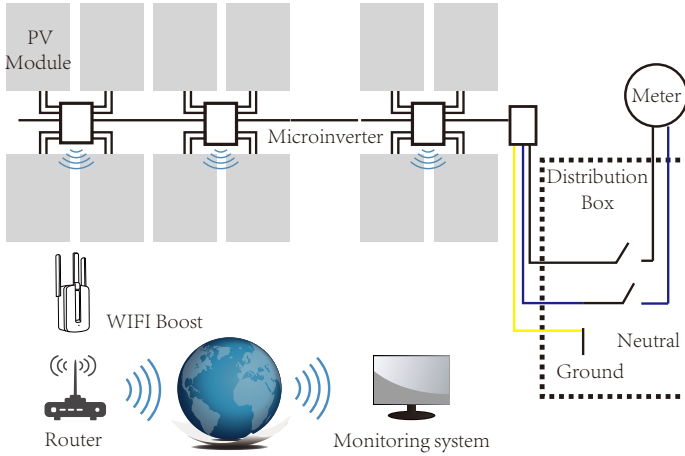 PV
Module
Meter
Microinverter
Distribution
Box
WIFI Boost
Neutral
Ground
Router
Monitoring system